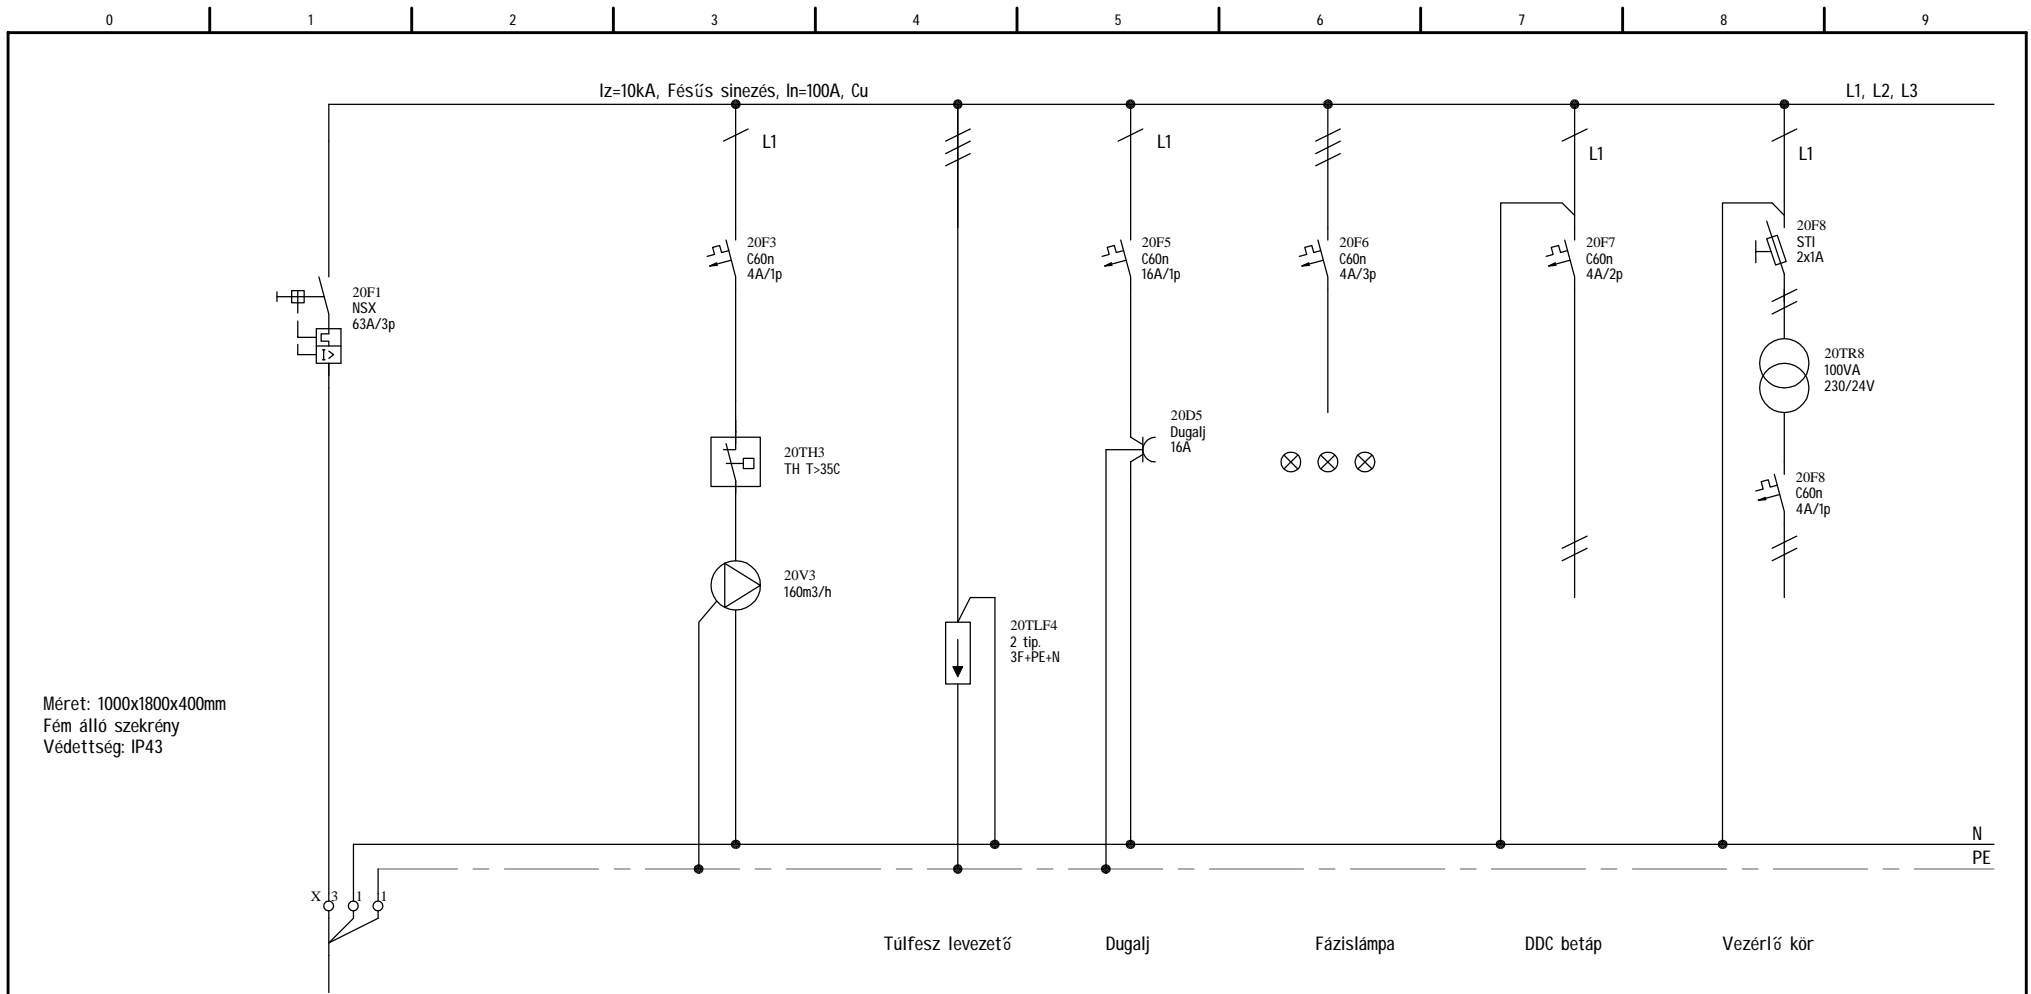 0 1 2 3 4 5 6 7 8 9
Iz=10kA, Fésűs sinezés, In=100A, Cu
L1, L2, L3
L1
L1
L1
L1
20F1
NSX
63A/3p
20F3
C60n
4A/1p
20F5
C60n
16A/1p
20F6
C60n
4A/3p
20F7
C60n
4A/2p
20F8
STI
2x1A
I>
20TR8
100VA
230/24V
20TH3
TH T>35C
20D5
Dugalj
16A
20F8
C60n
4A/1p
20V3
160m3/h
20TLF4
2 tip.
3F+PE+N
Méret: 1000x1800x400mm
Fém álló szekrény
Védettség: IP43
N
PE
X 3 1 1
Túlfesz levezető
Dugalj
Fázislámpa
DDC betáp
Vezérlő kör